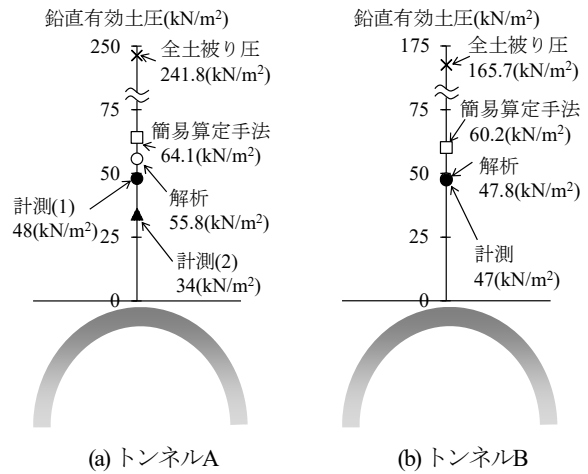 鉛直有効土圧(kN/m²)
250
全土被り圧
241.8(kN/m²)
75
簡易算定手法
64.1(kN/m²)
50
解析
55.8(kN/m²)
計測(1)
48(kN/m²)
25
計測(2)
34(kN/m²)
0
(a) トンネルA
鉛直有効土圧(kN/m²)
175
全土被り圧
165.7(kN/m²)
75
簡易算定手法
60.2(kN/m²)
50
解析
47.8(kN/m²)
25
計測
47(kN/m²)
0
(b) トンネルB